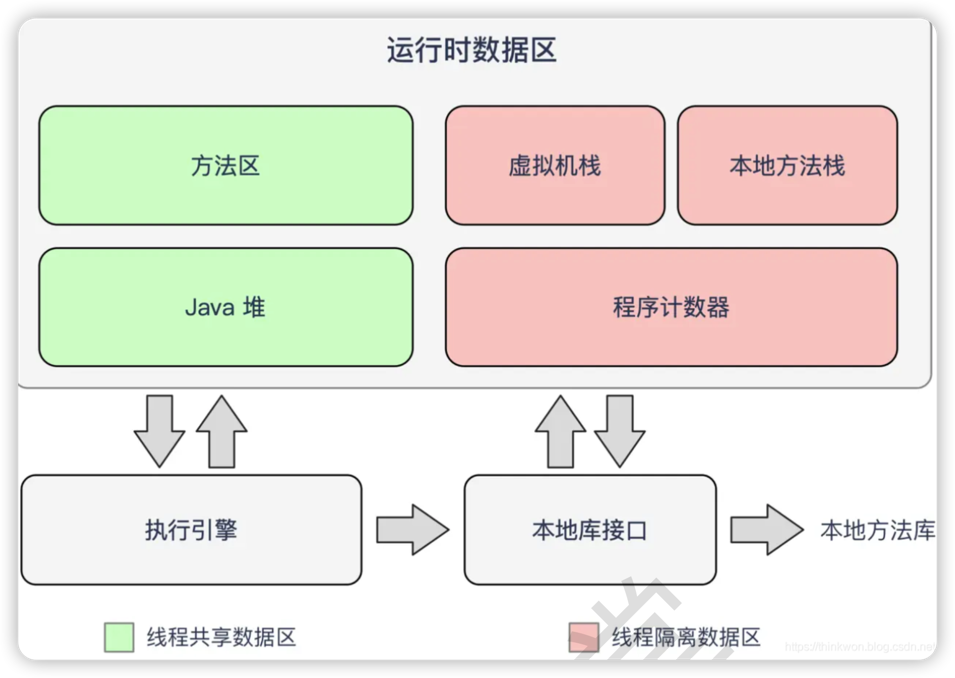 运行时数据区
方法区
虚拟机栈
本地方法栈
Java 堆
程序计数器
执行引擎
本地库接口
本地方法库
线程共享数据区
线程隔离数据区
https://thinkwon.blog.csdn.net